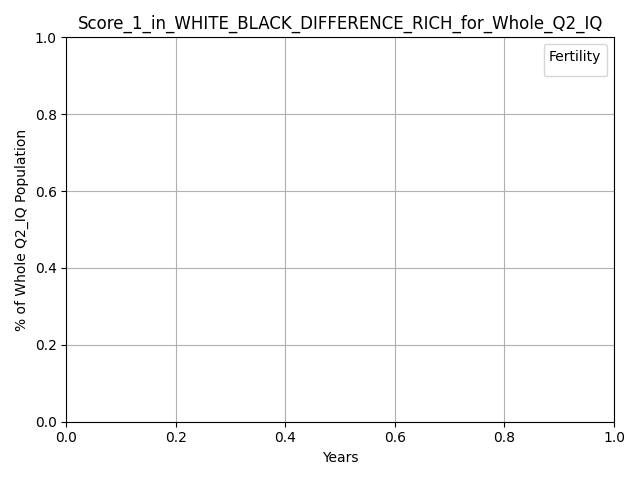 Score_1_in_WHITE_BLACK_DIFFERENCE_RICH_for_Whole_Q2_IQ
Fertility
% of Whole Q2_IQ Population
1.0
0.8
0.6
0.4
0.2
0.0
0.0 0.2 0.4 0.6 0.8 1.0
Years